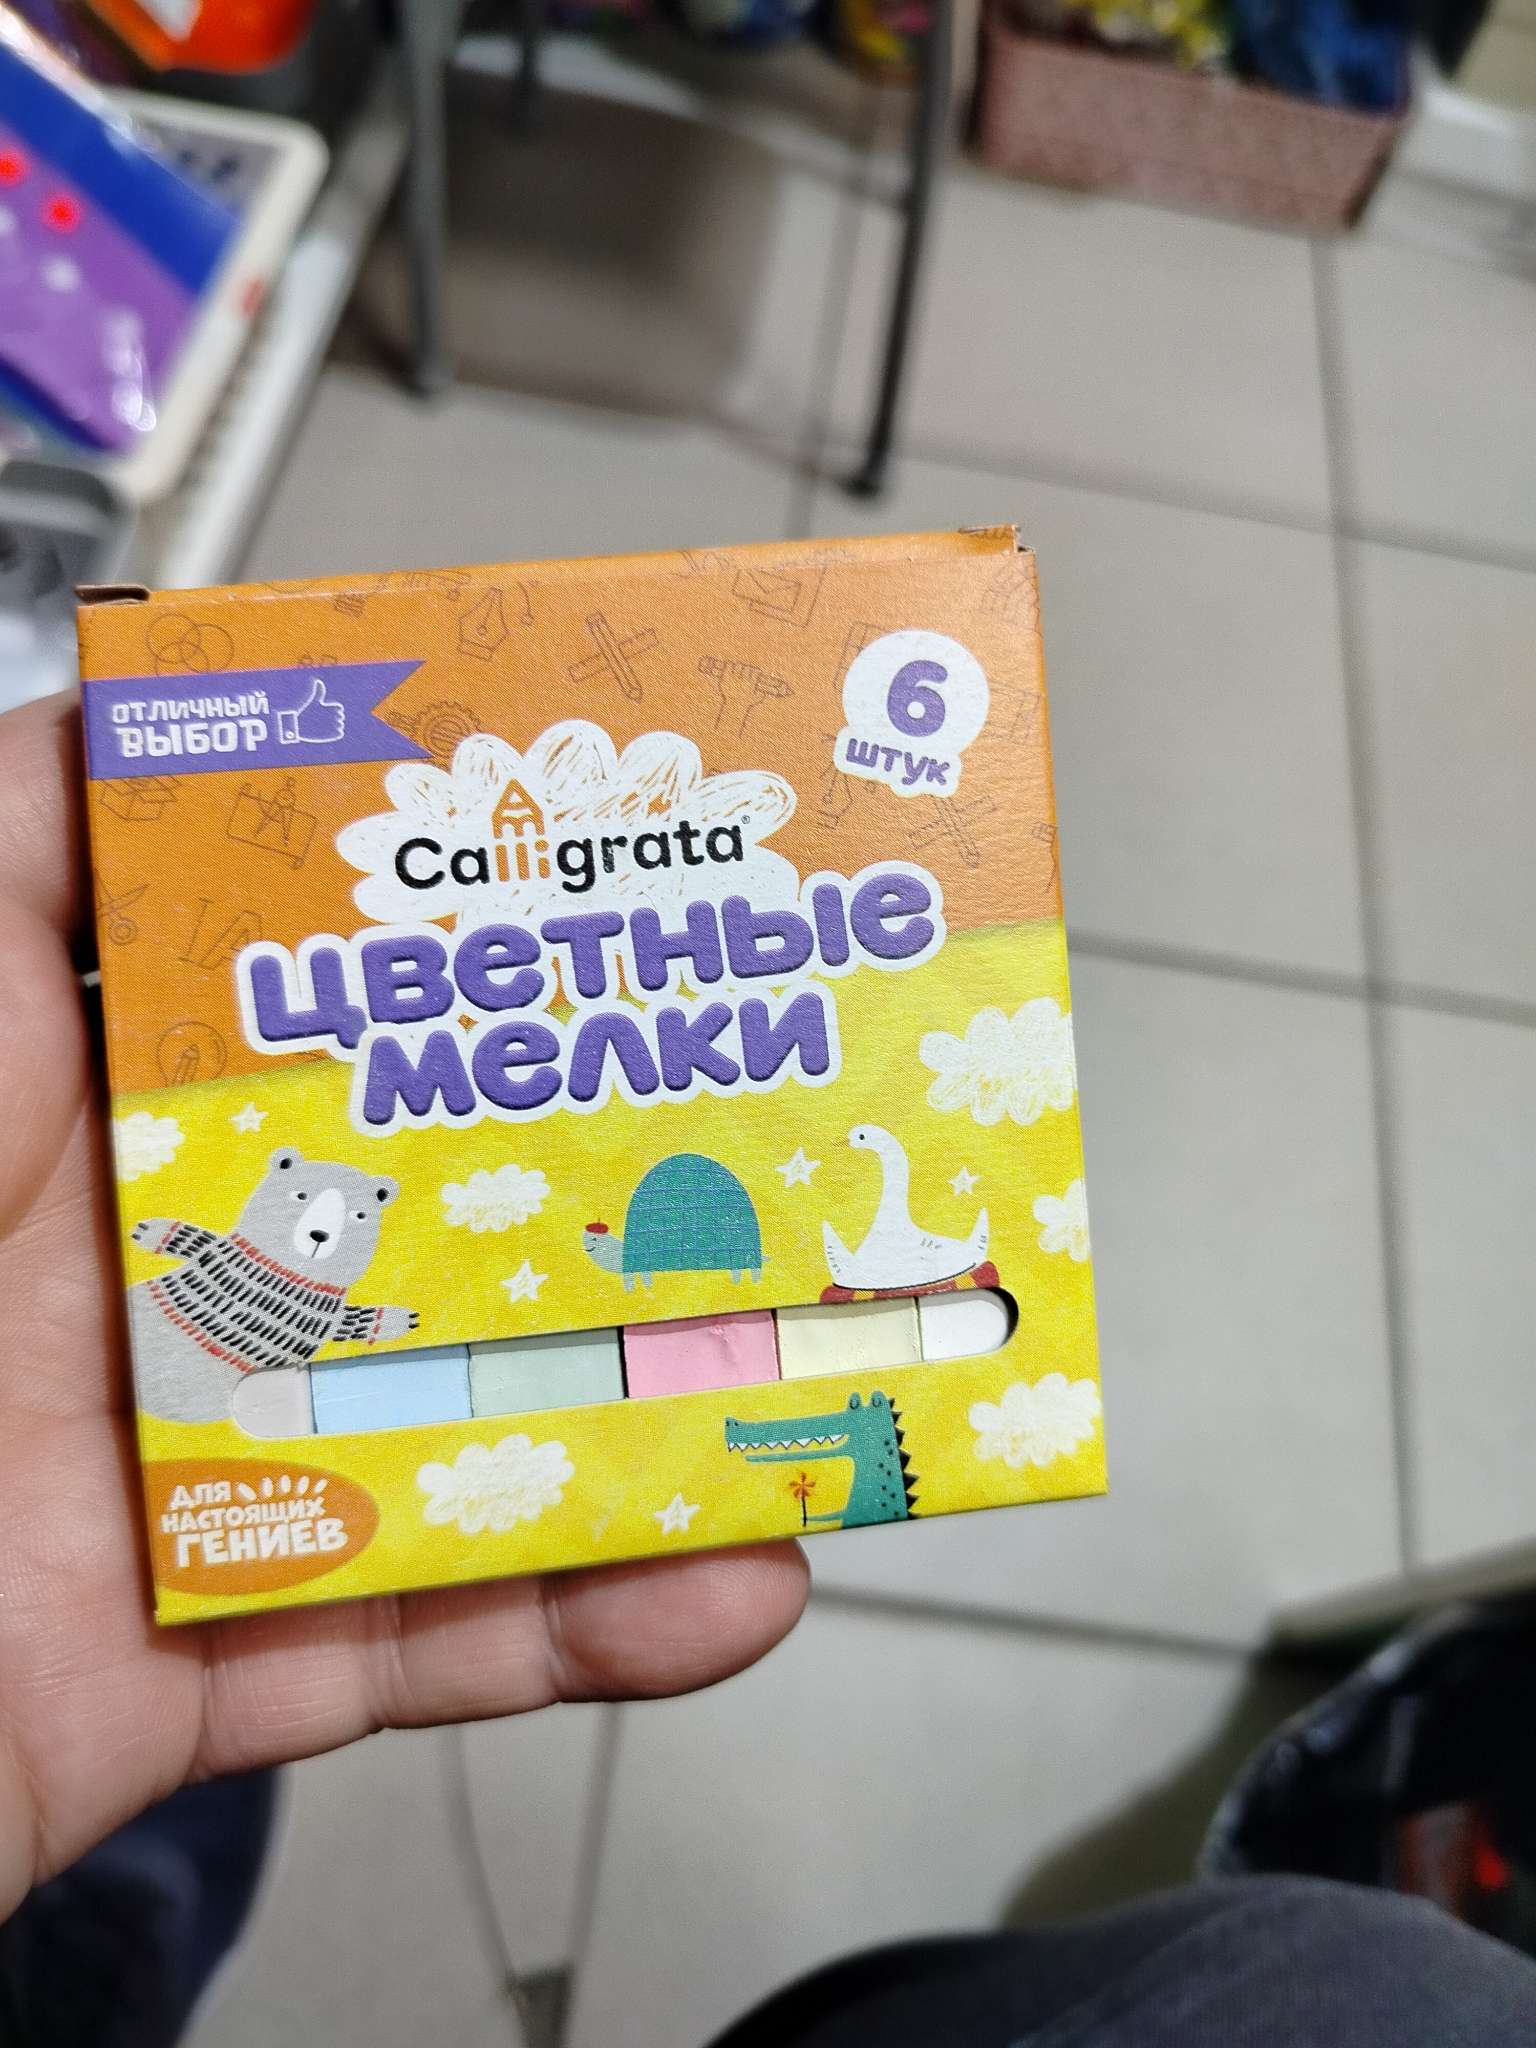 ОТЛИЧНЫЙ
ВЫБОР
6
ШТУК
Calligrata®
ЦВЕТНЫЕ
МЕЛКИ
ДЛЯ
НАСТОЯЩИХ
ГЕНИЕВ